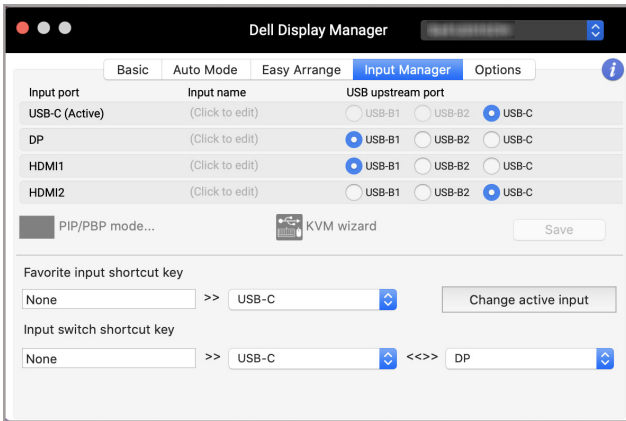 Dell Display Manager
Basic Auto Mode Easy Arrange Input Manager Options i
Input port Input name USB upstream port
USB-C (Active) (Click to edit) USB-B1 USB-B2 USB-C
DP (Click to edit) USB-B1 USB-B2 USB-C
HDMI1 (Click to edit) USB-B1 USB-B2 USB-C
HDMI2 (Click to edit) USB-B1 USB-B2 USB-C
PIP/PBP mode... KVM wizard Save
Favorite input shortcut key
None >> USB-C Change active input
Input switch shortcut key
None >> USB-C <<>> DP